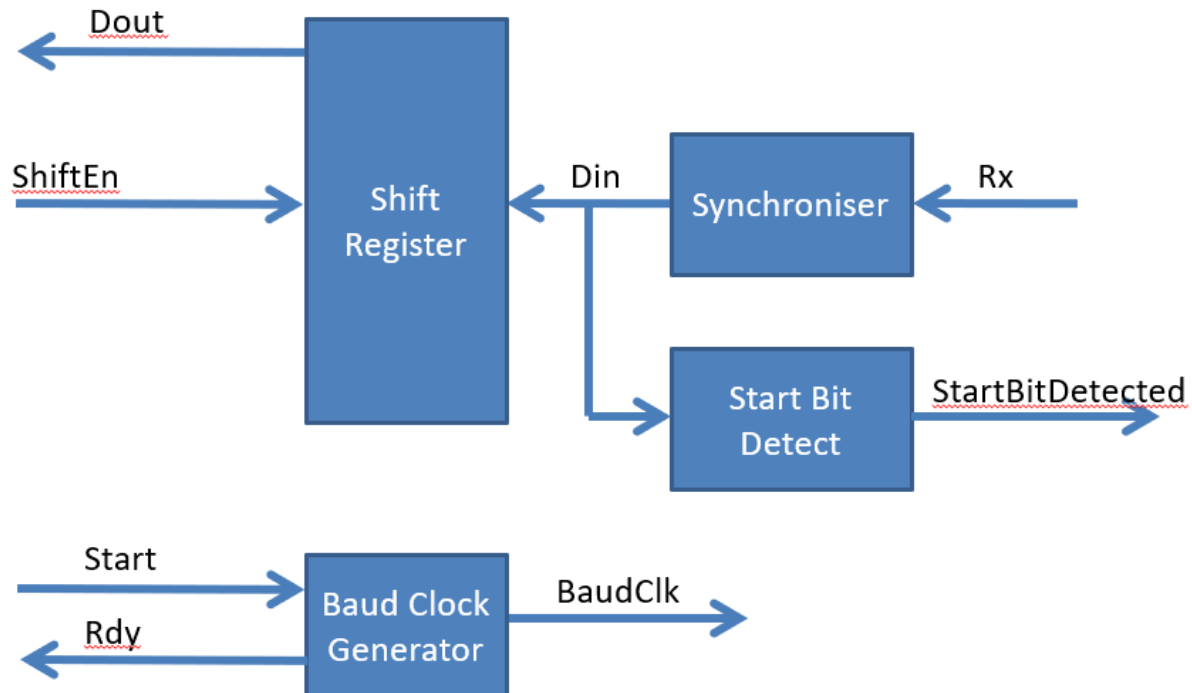 Dout
ShiftEn
Shift
Register
Din
Synchroniser
Rx
Start Bit
Detect
StartBitDetected
Start
Rdy
Baud Clock
Generator
BaudClk